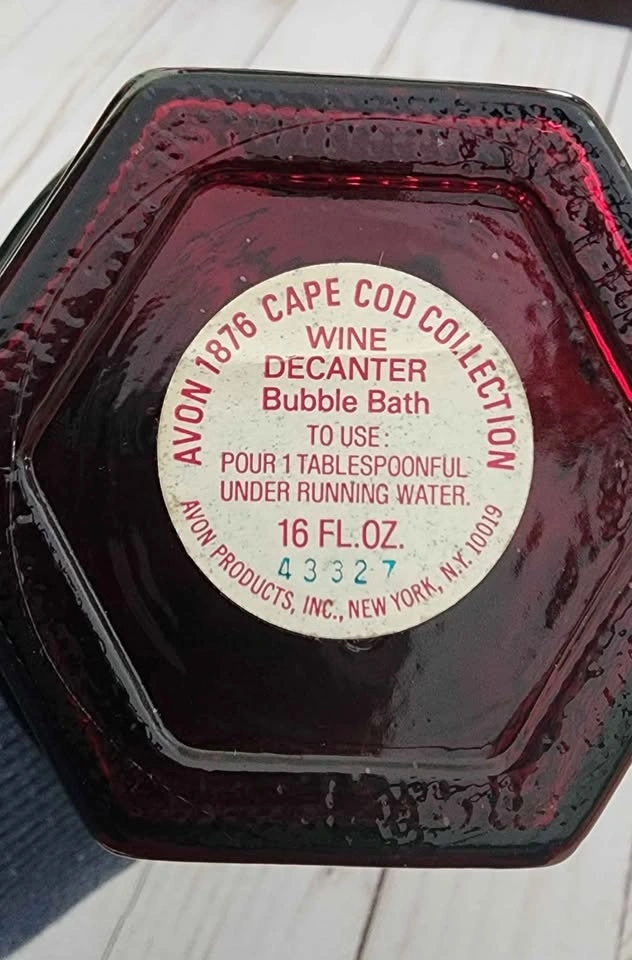 AVON 1876 CAPE COD COLLECTION
WINE
DECANTER
Bubble Bath
TO USE:
POUR 1 TABLESPOONFUL
UNDER RUNNING WATER.
16 FL.OZ.
43327
AVON PRODUCTS, INC., NEW YORK, N.Y. 10019